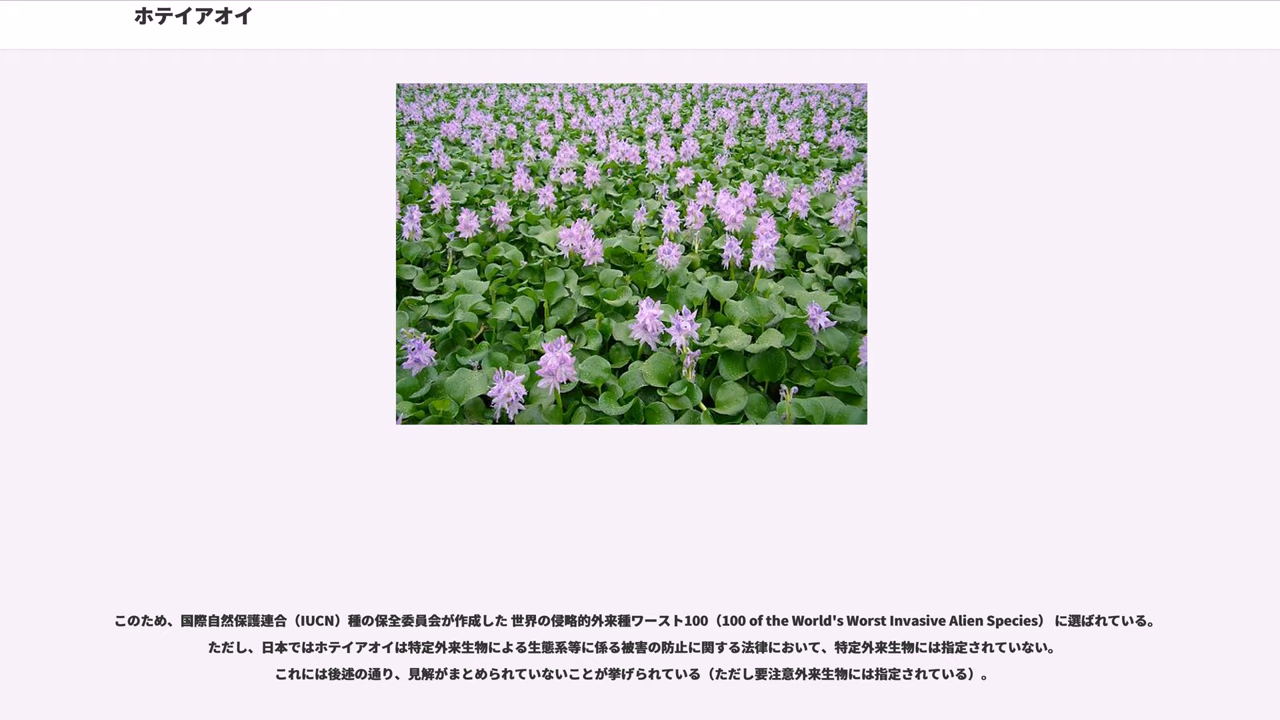 ホテイアオイ
このため、国際自然保護連合（IUCN）種の保全委員会が作成した 世界の侵略的外来種ワースト100（100 of the World's Worst Invasive Alien Species） に選ばれている。
ただし、日本ではホテイアオイは特定外来生物による生態系等に係る被害の防止に関する法律において、特定外来生物には指定されていない。
これには後述の通り、見解がまとめられていないことが挙げられている（ただし要注意外来生物には指定されている）。